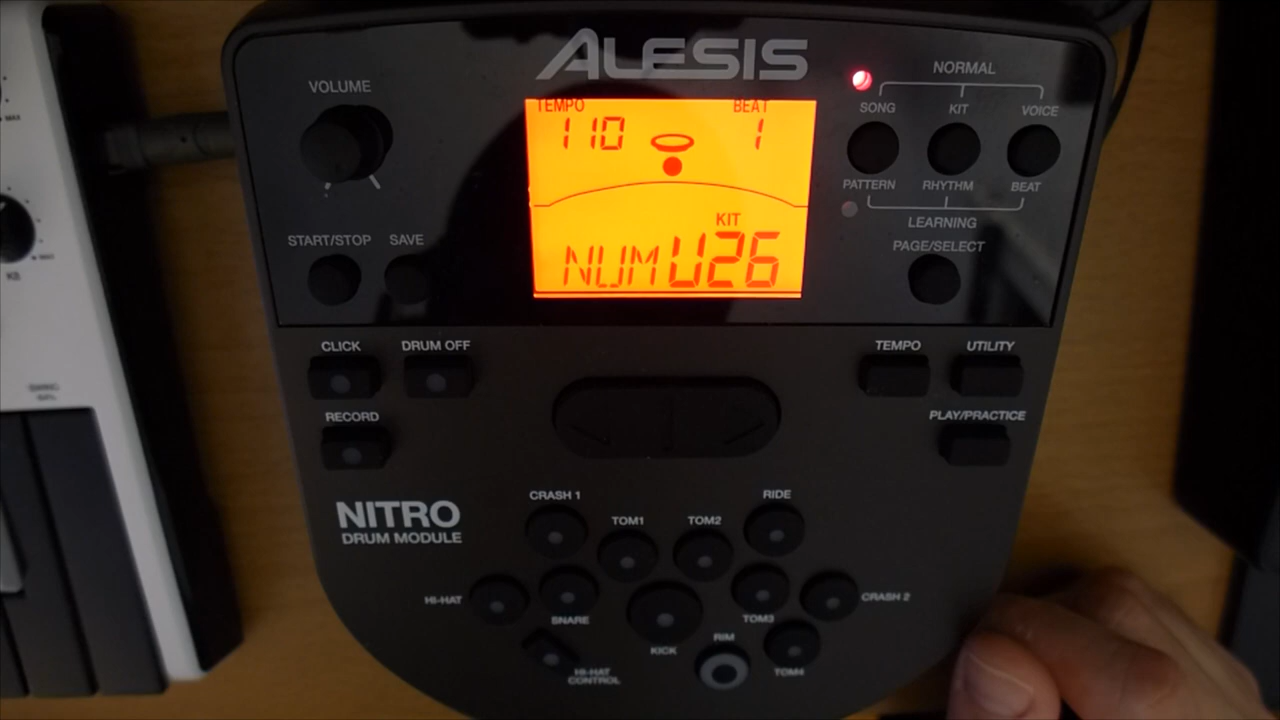 ALESIS
VOLUME
NORMAL
TEMPO BEAT
110 1
SONG KIT VOICE
PATTERN RHYTHM BEAT
LEARNING
KIT
NUM U26
START/STOP SAVE
PAGE/SELECT
CLICK DRUM OFF
TEMPO UTILITY
RECORD
PLAY/PRACTICE
NITRO
DRUM MODULE
CRASH 1
RIDE
TOM1 TOM2
HI-HAT
CRASH 2
SNARE
TOM3
RIM
KICK
HI-HAT
CONTROL
TOM4
MAX
MAX